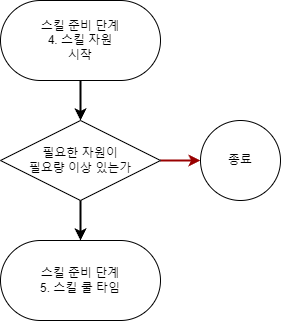 스킬 준비 단계
4. 스킬 자원
시작
필요한 자원이
필요량 이상 있는가
종료
스킬 준비 단계
5. 스킬 쿨 타임